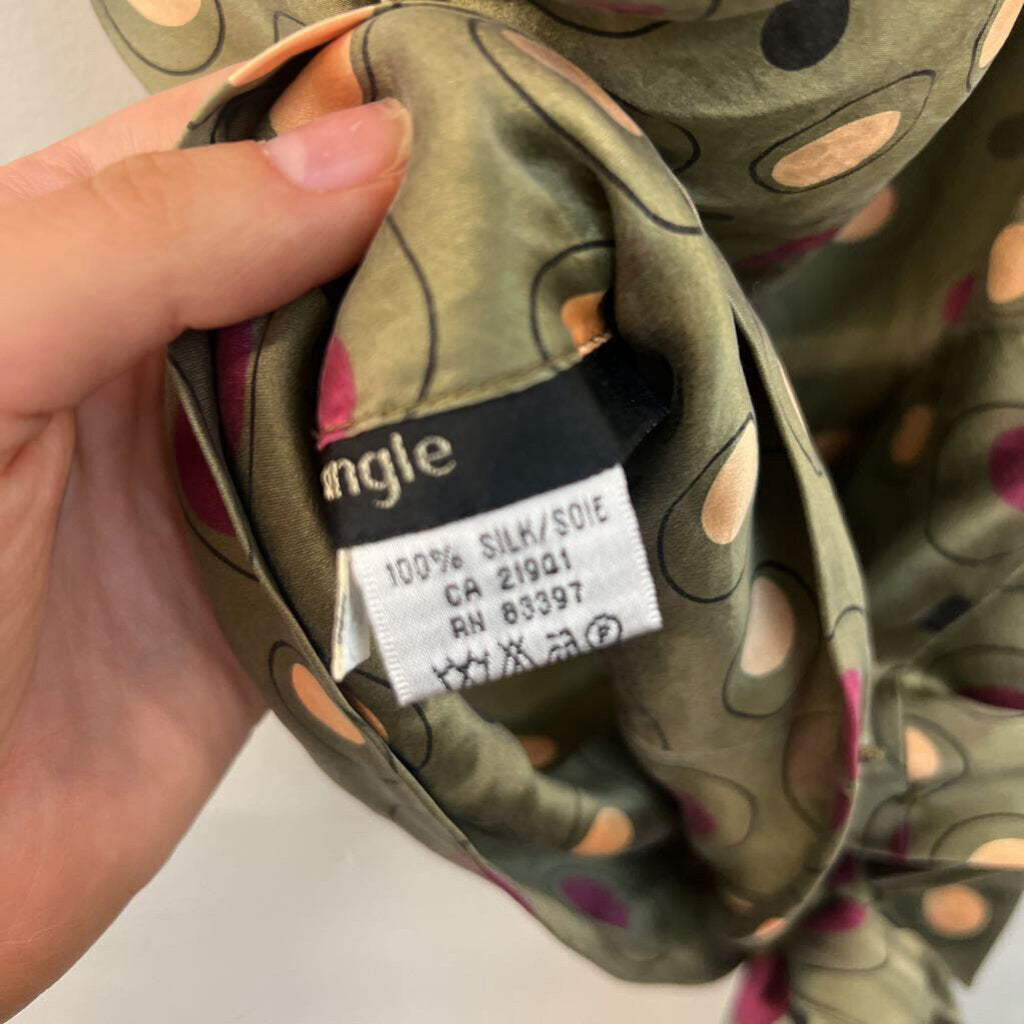 ngle
100% SILK/SOIE
CA 21901
RN 83397
P